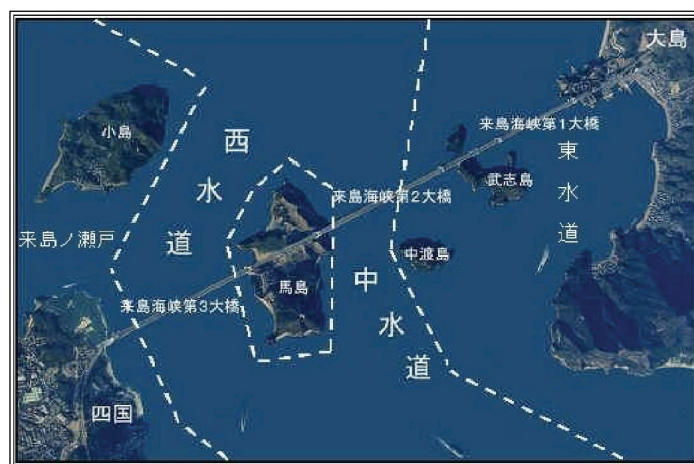 大島
来島海峡第1大橋
小島
西水道
東水道
武志島
来島海峡第2大橋
来島ノ瀬戸
中渡島
馬島
中水道
来島海峡第3大橋
四国